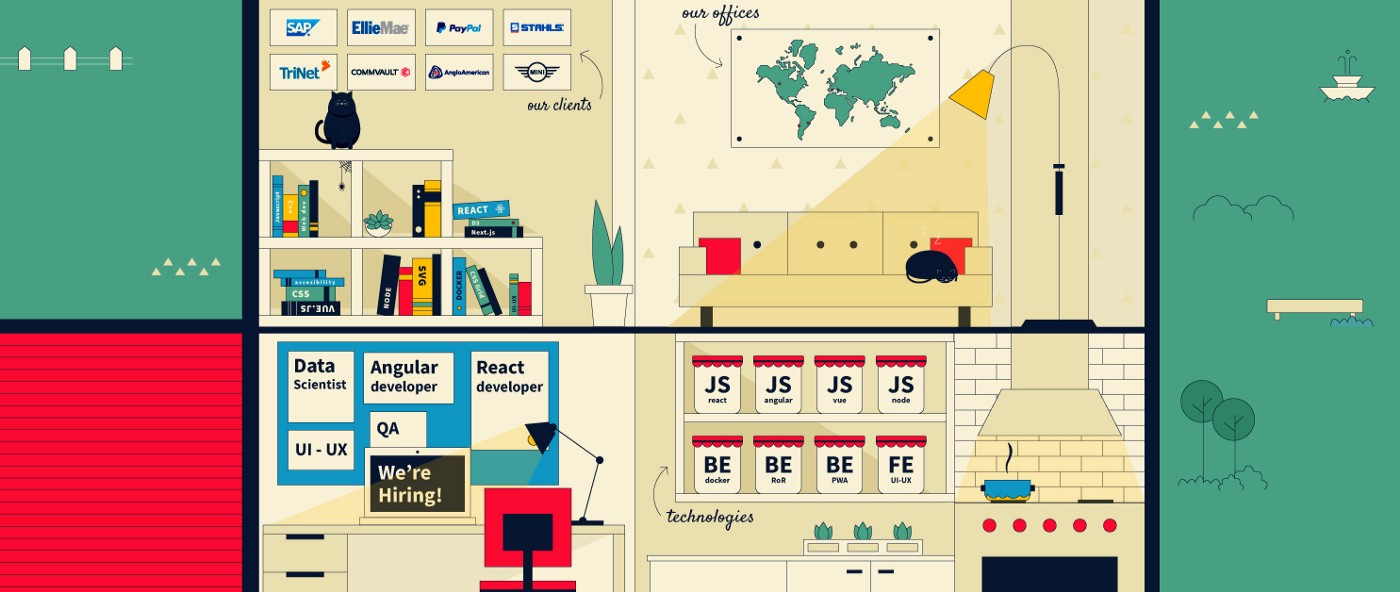 SAP
EllieMae
PayPal
STAHLS'
TriNet
COMMVAULT
AngloAmerican
MINI
our clients
our offices
Javascript
C++
Web dev
REACT
D3
Next.js
accesibility
CSS
VUE.JS
NODE
SVG
DOCKER
CSS Grid
UX-UI
Z
Data
Scientist
Angular
developer
React
developer
UI - UX
QA
We're
Hiring!
JS
react
JS
angular
JS
vue
JS
node
BE
docker
BE
RoR
BE
PWA
FE
UI-UX
technologies